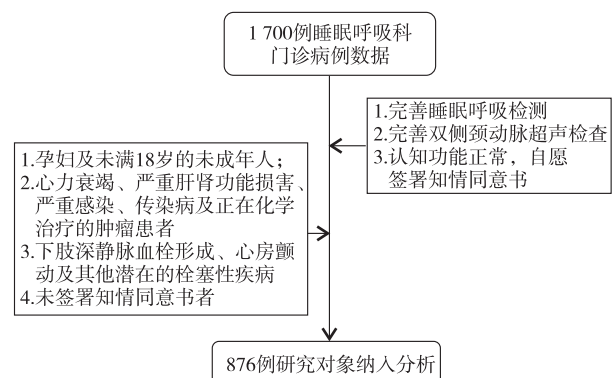 1 700例睡眠呼吸科
门诊病例数据
1.完善睡眠呼吸检测
2.完善双侧颈动脉超声检查
3.认知功能正常，自愿
签署知情同意书
1.孕妇及未满18岁的未成年人；
2.心力衰竭、严重肝肾功能损害、
严重感染、传染病及正在化学
治疗的肿瘤患者
3.下肢深静脉血栓形成、心房颤
动及其他潜在的栓塞性疾病
4.未签署知情同意书者
876例研究对象纳入分析